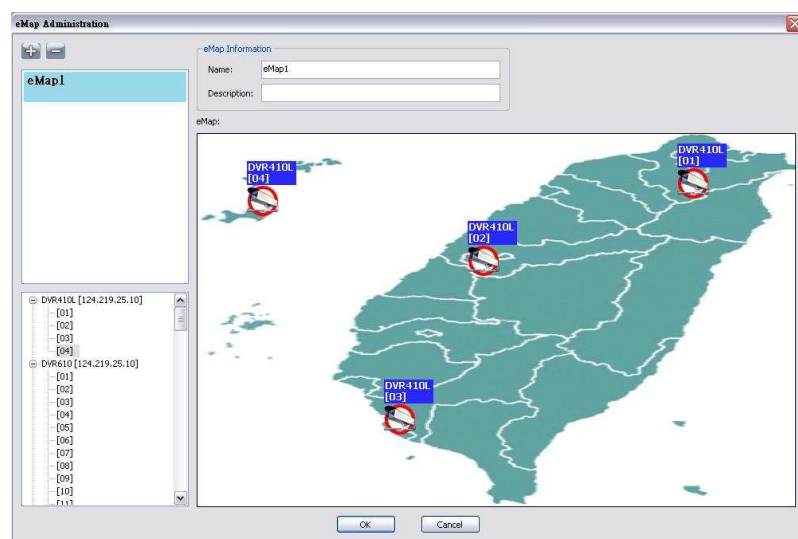 eMap Administration
eMap1
eMap Information
Name: eMap1
Description:
eMap:
DVR410L
[04]
DVR410L
[01]
DVR410L
[02]
DVR410L
[03]
DVR410L [124.219.25.10]
[01]
[02]
[03]
[04]
DVR610 [124.219.25.10]
[01]
[02]
[03]
[04]
[05]
[06]
[07]
[08]
[09]
[10]
[11]
OK Cancel